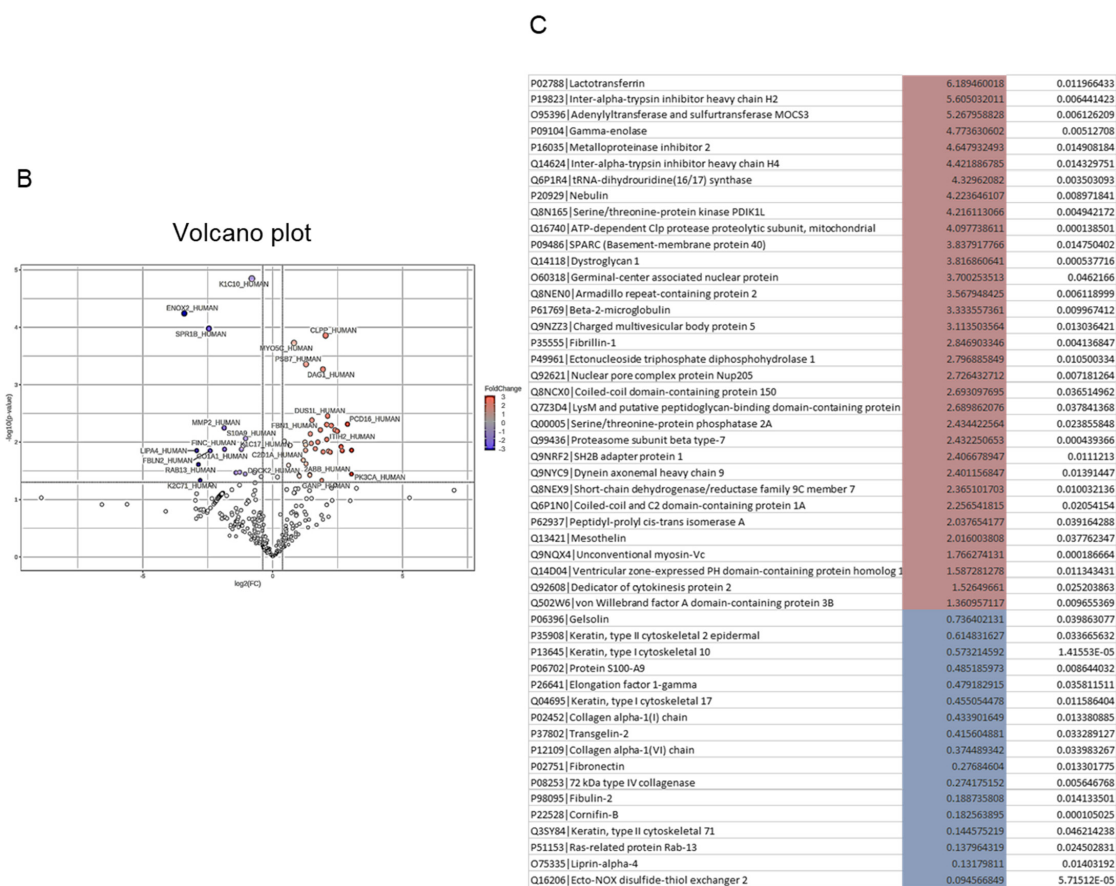 C
P02788|Lactotransferrin 6.189460018 0.011966433
P19823|Inter-alpha-trypsin inhibitor heavy chain H2 5.605032011 0.006441423
O95396|Adenylyltransferase and sulfurtransferase MOCS3 5.267958828 0.006126209
P09104|Gamma-enolase 4.773630602 0.00512708
P16035|Metalloproteinase inhibitor 2 4.647932493 0.014908184
Q14624|Inter-alpha-trypsin inhibitor heavy chain H4 4.421886785 0.014329751
Q6P1R4|tRNA-dihydrouridine(16/17) synthase 4.32962082 0.003503093
P20929|Nebulin 4.223646107 0.008971841
Q8N165|Serine/threonine-protein kinase PDIK1L 4.216113066 0.004942172
Q16740|ATP-dependent Clp protease proteolytic subunit, mitochondrial 4.097738611 0.000138501
P09486|SPARC (Basement-membrane protein 40) 3.837917766 0.014750402
Q14118|Dystroglycan 1 3.816860641 0.000537716
O60318|Germinal-center associated nuclear protein 3.700253513 0.0462166
Q8NEN0|Armadillo repeat-containing protein 2 3.567948425 0.006118999
P61769|Beta-2-microglobulin 3.333557361 0.009967412
Q9NZZ3|Charged multivesicular body protein 5 3.113503564 0.013036421
P35555|Fibrillin-1 2.846903346 0.004136847
P49961|Ectonucleoside triphosphate diphosphohydrolase 1 2.796885849 0.010500334
Q92621|Nuclear pore complex protein Nup205 2.726432712 0.007181264
Q8NCX0|Coiled-coil domain-containing protein 150 2.693097695 0.036514962
Q7Z3D4|LysM and putative peptidoglycan-binding domain-containing protein 2.689862076 0.037841368
Q00005|Serine/threonine-protein phosphatase 2A 2.434422564 0.023855848
Q99436|Proteasome subunit beta type-7 2.432250653 0.000439366
Q9NRF2|SH2B adapter protein 1 2.406678947 0.0111213
Q9NYC9|Dynein axonemal heavy chain 9 2.401156847 0.01391447
Q8NEX9|Short-chain dehydrogenase/reductase family 9C member 7 2.365101703 0.010032136
Q6P1N0|Coiled-coil and C2 domain-containing protein 1A 2.256541815 0.02054154
P62937|Peptidyl-prolyl cis-trans isomerase A 2.037654177 0.039164288
Q13421|Mesothelin 2.016003808 0.037762347
Q9NQX4|Unconventional myosin-Vc 1.766274131 0.000186664
Q14D04|Ventricular zone-expressed PH domain-containing protein homolog 1 1.587281278 0.011343431
Q92608|Dedicator of cytokinesis protein 2 1.52649661 0.025203863
Q502W6|von Willebrand factor A domain-containing protein 3B 1.360957117 0.009655369
P06396|Gelsolin 0.736402131 0.039863077
P35908|Keratin, type II cytoskeletal 2 epidermal 0.614831627 0.033665632
P13645|Keratin, type I cytoskeletal 10 0.573214592 1.41553E-05
P06702|Protein S100-A9 0.485185973 0.008644032
P26641|Elongation factor 1-gamma 0.479182915 0.035811511
Q04695|Keratin, type I cytoskeletal 17 0.455054478 0.011586404
P02452|Collagen alpha-1(I) chain 0.433901649 0.013380885
P37802|Transgelin-2 0.415604881 0.033289127
P12109|Collagen alpha-1(VI) chain 0.374489342 0.033983267
P02751|Fibronectin 0.27684604 0.013301775
P08253|72 kDa type IV collagenase 0.274175152 0.005646768
P98095|Fibulin-2 0.188735808 0.014133501
P22528|Cornifin-B 0.182563895 0.000105025
Q3SY84|Keratin, type II cytoskeletal 71 0.144575219 0.046214238
P51153|Ras-related protein Rab-13 0.137964319 0.024502831
O75335|Liprin-alpha-4 0.13179811 0.01403192
Q16206|Ecto-NOX disulfide-thiol exchanger 2 0.094566849 5.71512E-05
B
Volcano plot
5
K1C10_HUMAN
ENOX2_HUMAN
4
SPR1B_HUMAN
CLPP_HUMAN
MYO5C_HUMAN
PSB7_HUMAN
DAG1_HUMAN
3
DUS1L_HUMAN
MMP2_HUMAN
FBN1_HUMAN
PCD16_HUMAN
S10A9_HUMAN
ITIH2_HUMAN
2
FINC_HUMAN
K1C17_HUMAN
LIPA4_HUMAN
CO1A1_HUMAN
C2D1A_HUMAN
FBLN2_HUMAN
RAB13_HUMAN
DOCK2_HUMAN
PABB_HUMAN
PK3CA_HUMAN
K2C71_HUMAN
GANP_HUMAN
1
0
-5
0
5
log2(FC)
-log10(p-value)
FoldChange
3
2
1
0
-1
-2
-3